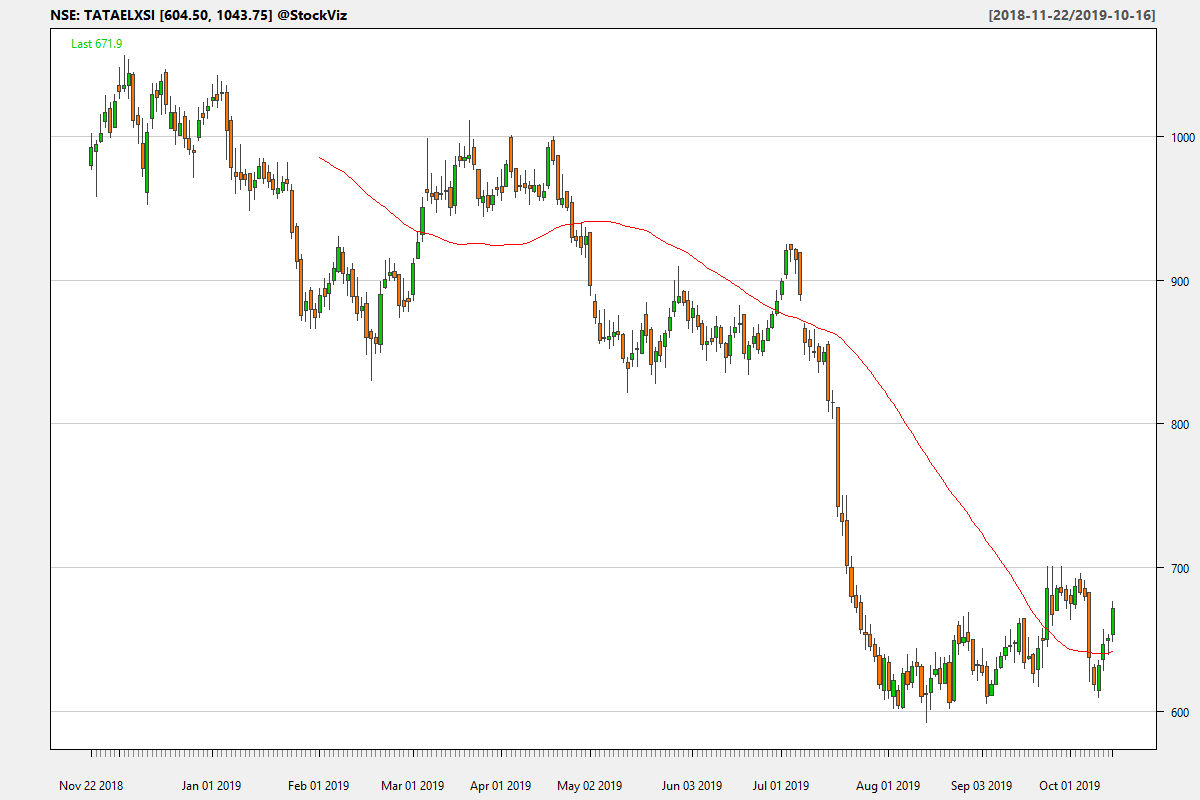 NSE: TATAELXSI [604.50, 1043.75] @StockViz
[2018-11-22/2019-10-16]
Last 671.9
1000
900
800
700
600
Nov 22 2018
Jan 01 2019
Feb 01 2019
Mar 01 2019
Apr 01 2019
May 02 2019
Jun 03 2019
Jul 01 2019
Aug 01 2019
Sep 03 2019
Oct 01 2019